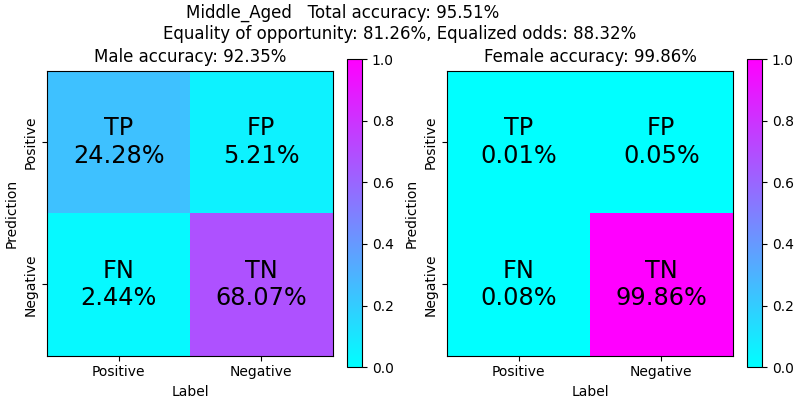 Middle_Aged   Total accuracy: 95.51%
Equality of opportunity: 81.26%, Equalized odds: 88.32%
Male accuracy: 92.35%
Prediction
Positive
Negative
TP
24.28%
FP
5.21%
FN
2.44%
TN
68.07%
Positive
Negative
Label
1.0
0.8
0.6
0.4
0.2
0.0
Female accuracy: 99.86%
Prediction
Positive
Negative
TP
0.01%
FP
0.05%
FN
0.08%
TN
99.86%
Positive
Negative
Label
1.0
0.8
0.6
0.4
0.2
0.0